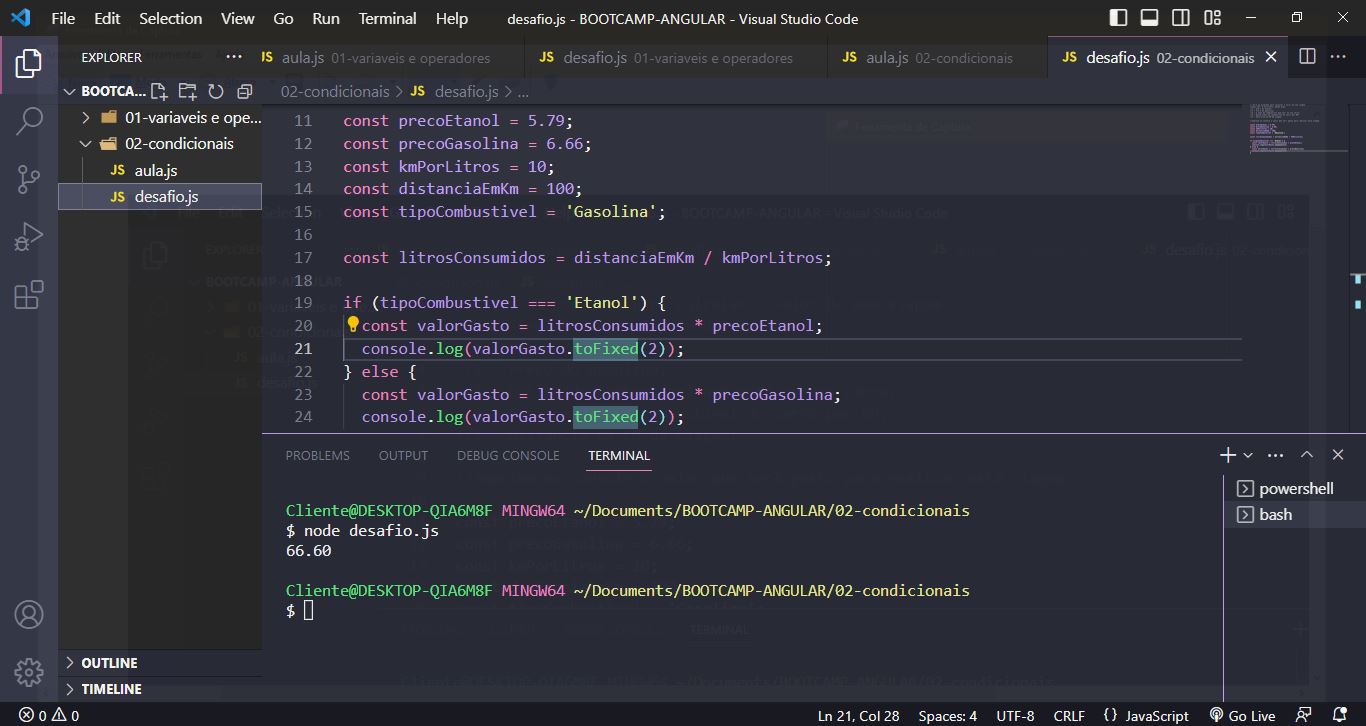 File Edit Selection View Go Run Terminal Help desafio.js - BOOTCAMP-ANGULAR - Visual Studio Code
EXPLORER ··· JS aula.js 01-variaveis e operadores JS desafio.js 01-variaveis e operadores JS aula.js 02-condicionais JS desafio.js 02-condicionais
BOOTCA...
02-condicionais > JS desafio.js > ...
01-variaveis e ope...
02-condicionais
JS aula.js
JS desafio.js
11 const precoEtanol = 5.79;
12 const precoGasolina = 6.66;
13 const kmPorLitros = 10;
14 const distanciaEmKm = 100;
15 const tipoCombustivel = 'Gasolina';
16
17 const litrosConsumidos = distanciaEmKm / kmPorLitros;
18
19 if (tipoCombustivel === 'Etanol') {
20 const valorGasto = litrosConsumidos * precoEtanol;
21 console.log(valorGasto.toFixed(2));
22 } else {
23 const valorGasto = litrosConsumidos * precoGasolina;
24 console.log(valorGasto.toFixed(2));
PROBLEMS OUTPUT DEBUG CONSOLE TERMINAL
Cliente@DESKTOP-QIA6M8F MINGW64 ~/Documents/BOOTCAMP-ANGULAR/02-condicionais
$ node desafio.js
66.60
Cliente@DESKTOP-QIA6M8F MINGW64 ~/Documents/BOOTCAMP-ANGULAR/02-condicionais
$
powershell
bash
OUTLINE
TIMELINE
0 0 Ln 21, Col 28 Spaces: 4 UTF-8 CRLF {} JavaScript Go Live